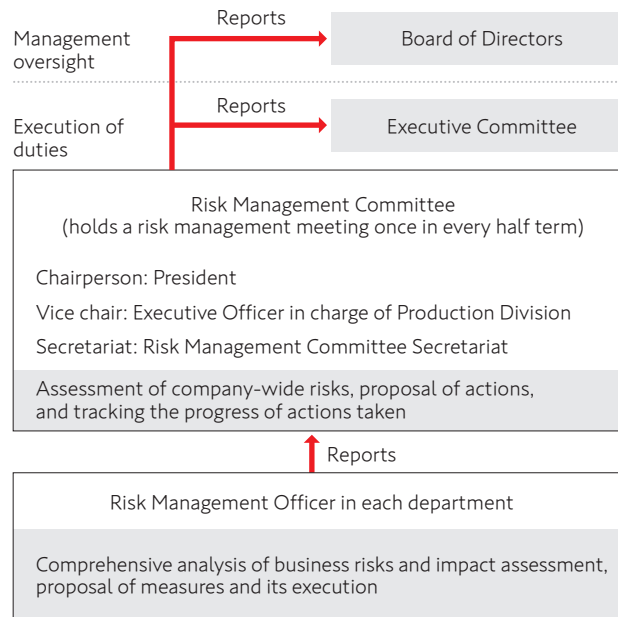 Reports
Management
oversight
Board of Directors
Reports
Execution of
duties
Executive Committee
Risk Management Committee
(holds a risk management meeting once in every half term)
Chairperson: President
Vice chair: Executive Officer in charge of Production Division
Secretariat: Risk Management Committee Secretariat
Assessment of company-wide risks, proposal of actions,
and tracking the progress of actions taken
Reports
Risk Management Officer in each department
Comprehensive analysis of business risks and impact assessment,
proposal of measures and its execution